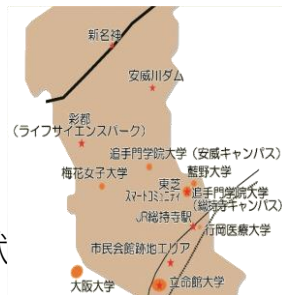 新名神
安威川ダム
彩都
(ライフサイエンスパーク)
追手門学院大学(安威キャンパス)
梅花女子大学
藍野大学
東芝
スマートコミュニティ
追手門学院大学
(総持寺キャンパス)
JR総持寺駅
行岡医療大学
市民会館跡地エリア
大阪大学
立命館大学